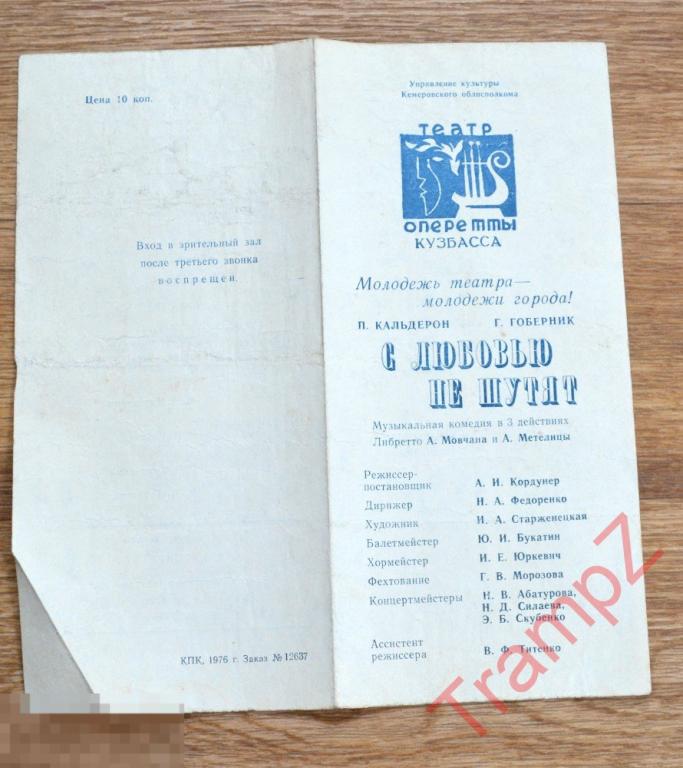 Цена 10 коп.
Вход в зрительный зал
после третьего звонка
воспрещен.
КПК, 1976 г. Заказ № 12637
Управление культуры
Кемеровского облисполкома
ТЕАТР
ОПЕРЕТТЫ
КУЗБАССА
Молодежь театра—
молодежи города!
П. КАЛЬДЕРОН Г. ГОБЕРНИК
С ЛЮБОВЬЮ
НЕ ШУТЯТ
Музыкальная комедия в 3 действиях
Либретто А. Мовчана и А. Метелицы
Режиссер-
постановщик А. И. Кордунер
Дирижер Н. А. Федоренко
Художник И. А. Старженецкая
Балетмейстер Ю. И. Букатин
Хормейстер И. Е. Юркевич
Фехтование Г. В. Морозова
Концертмейстеры Н. В. Абатурова,
Н. Д. Силаева,
Э. Б. Скубенко
Ассистент
режиссера В. Ф. Титенко
TrampZ